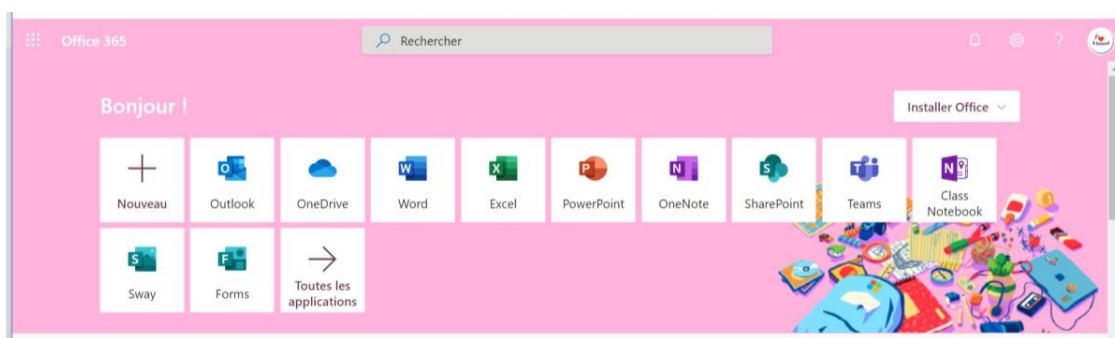 Office 365
Rechercher
Bonjour !
Installer Office
Nouveau
Outlook
OneDrive
Word
Excel
PowerPoint
OneNote
SharePoint
Teams
Class
Notebook
Sway
Forms
Toutes les
applications